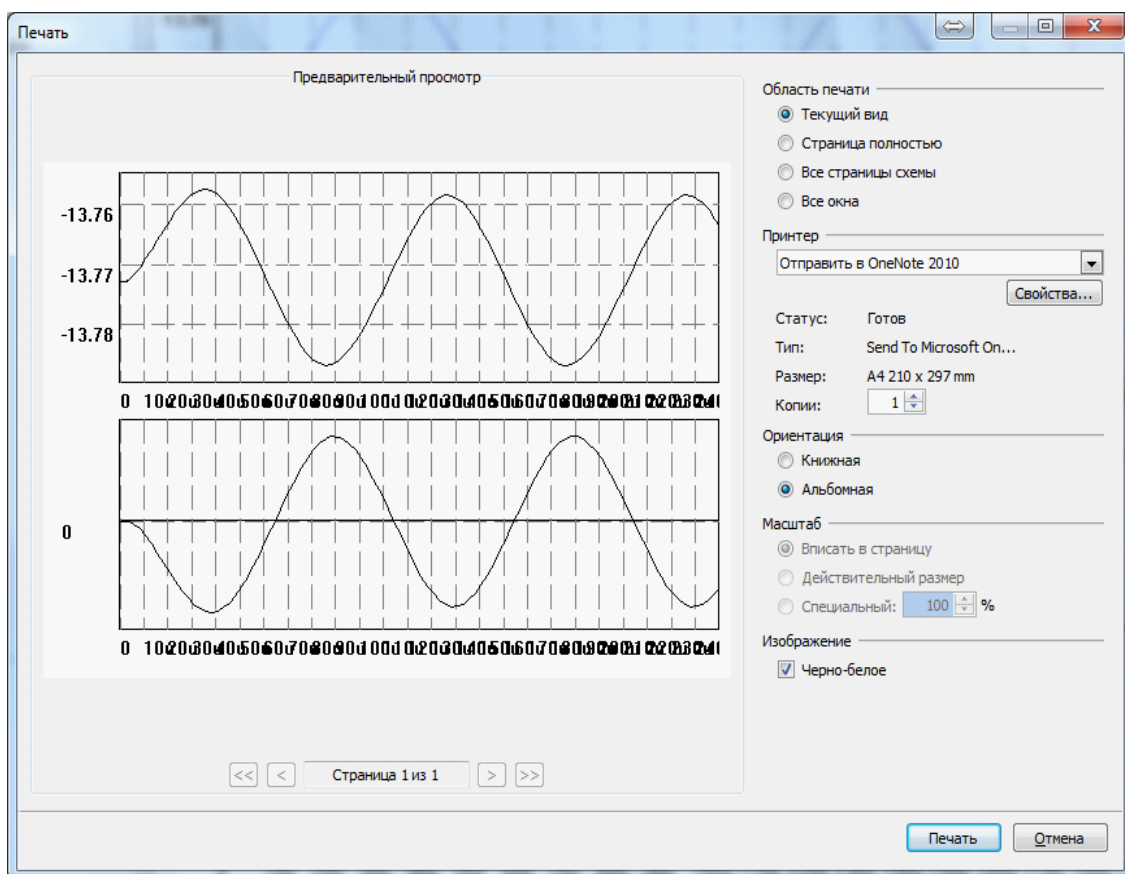 Печать
Предварительный просмотр
-13.76
-13.77
-13.78
0
0
0
Страница 1 из 1
<<
<
>
>>
Область печати
Текущий вид
Страница полностью
Все страницы схемы
Все окна
Принтер
Отправить в OneNote 2010
Свойства...
Статус: Готов
Тип: Send To Microsoft On...
Размер: A4 210 x 297 mm
Копии: 1
Ориентация
Книжная
Альбомная
Масштаб
Вписать в страницу
Действительный размер
Специальный: 100 %
Изображение
Черно-белое
Печать
Отмена